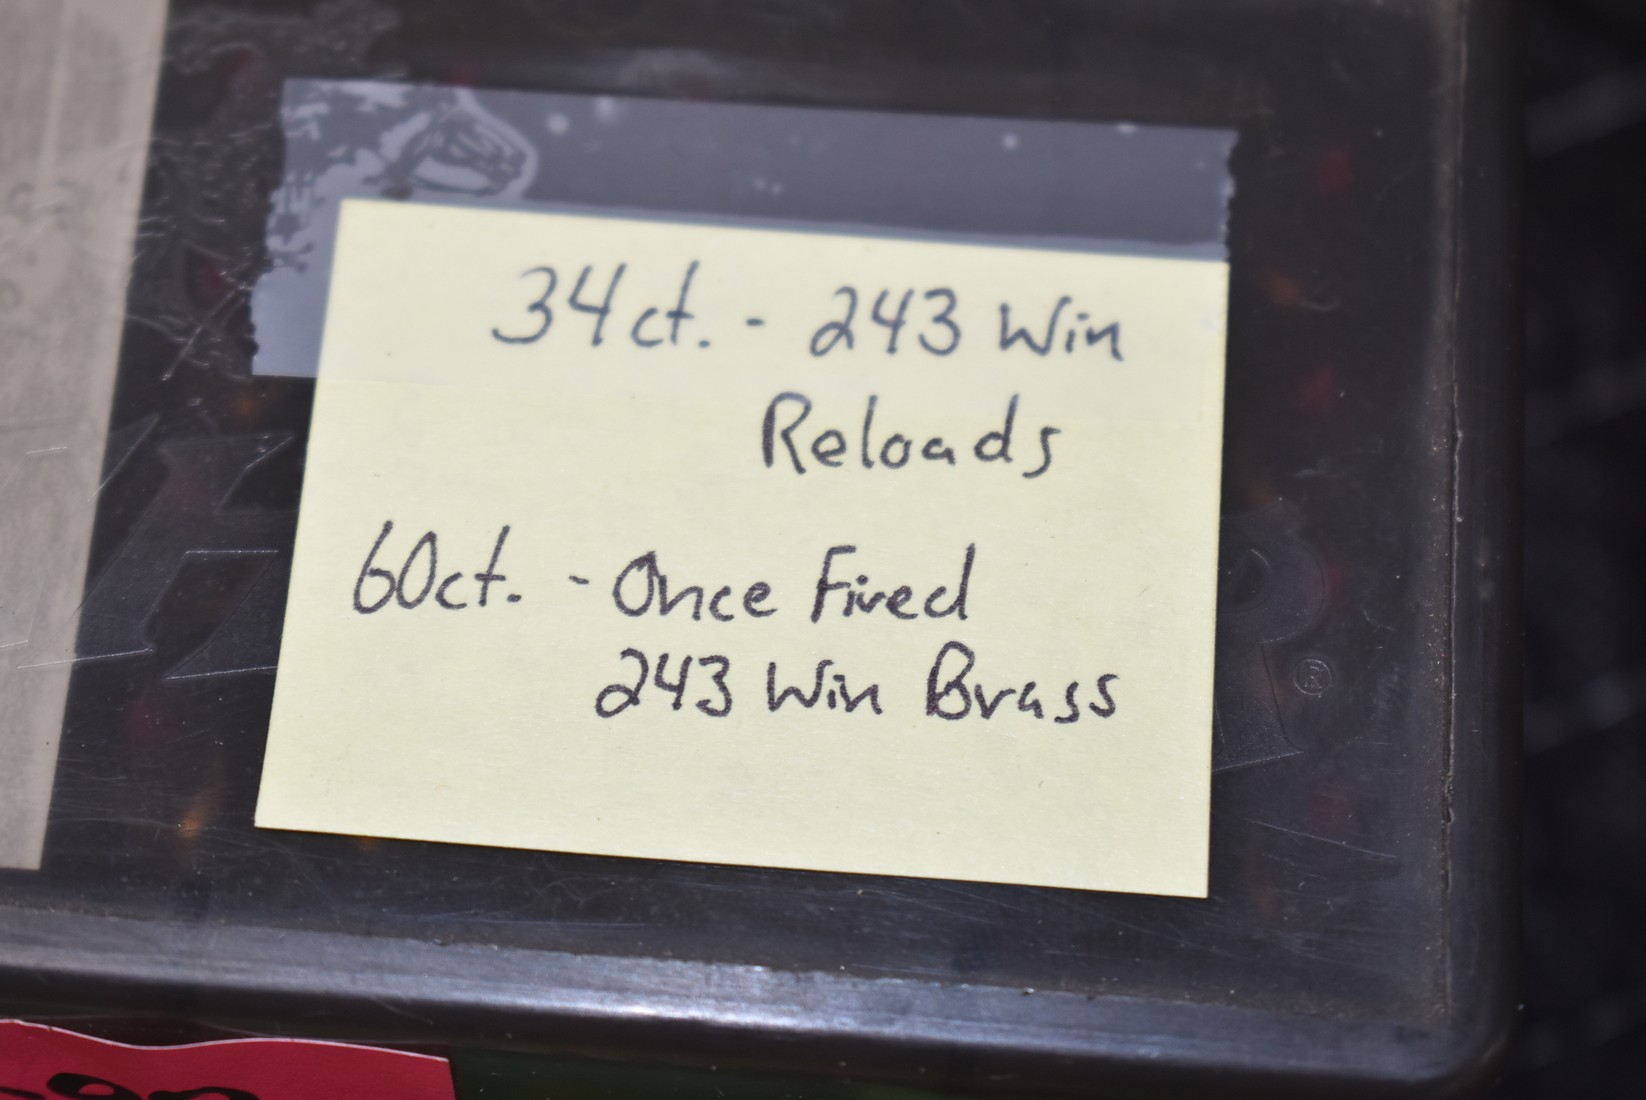 34ct. - 243 Win
Reloads
60ct. - Once Fired
243 Win Brass
®